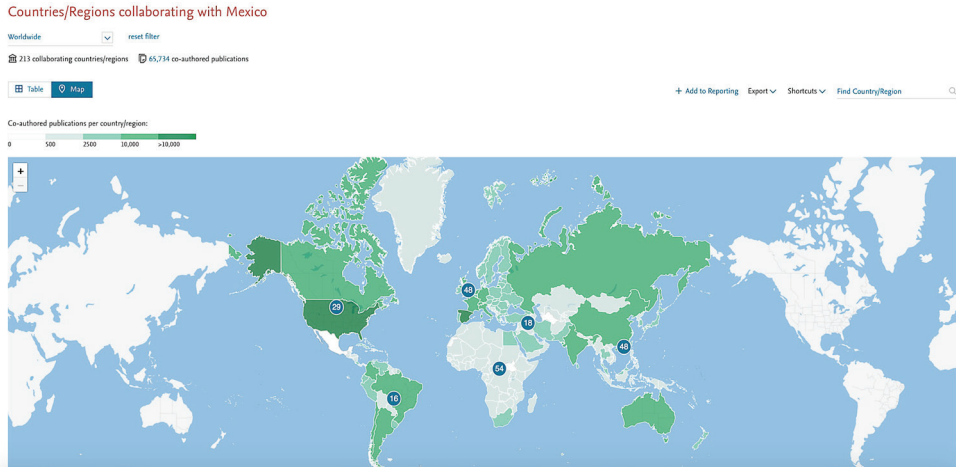 Countries/Regions collaborating with Mexico
Worldwide reset filter
213 collaborating countries/regions 65,734 co-authored publications
Table Map
+ Add to Reporting Export Shortcuts Find Country/Region
Co-authored publications per country/region:
0 500 2500 10,000 >10,000
+
−
48
29
18
48
54
16